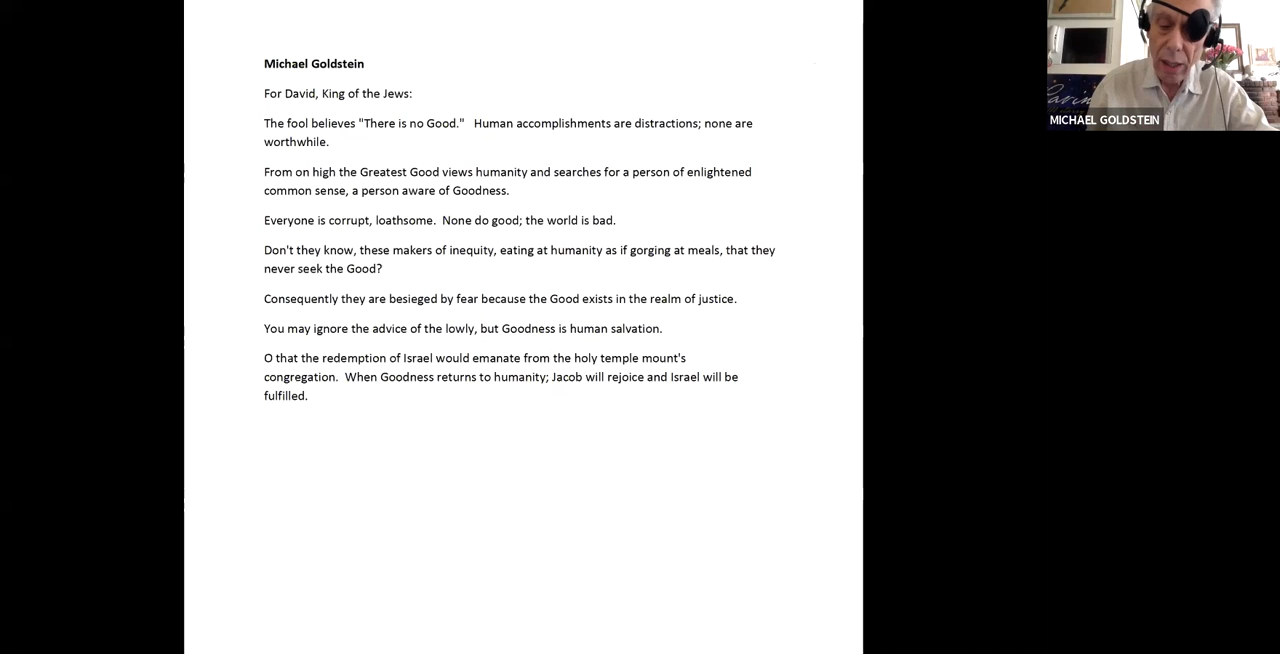 Michael Goldstein
For David, King of the Jews:
The fool believes "There is no Good."   Human accomplishments are distractions; none are
worthwhile.
From on high the Greatest Good views humanity and searches for a person of enlightened
common sense, a person aware of Goodness.
Everyone is corrupt, loathsome.  None do good; the world is bad.
Don't they know, these makers of inequity, eating at humanity as if gorging at meals, that they
never seek the Good?
Consequently they are besieged by fear because the Good exists in the realm of justice.
You may ignore the advice of the lowly, but Goodness is human salvation.
O that the redemption of Israel would emanate from the holy temple mount's
congregation.  When Goodness returns to humanity; Jacob will rejoice and Israel will be
fulfilled.
MICHAEL GOLDSTEIN